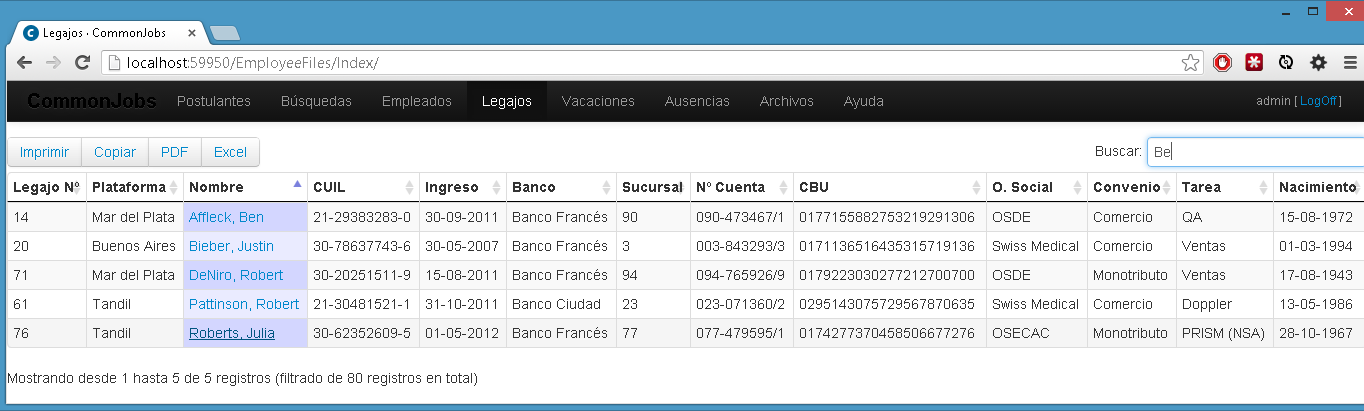 Legajos · CommonJobs
localhost:59950/EmployeeFiles/Index/
CommonJobs Postulantes Búsquedas Empleados Legajos Vacaciones Ausencias Archivos Ayuda admin [ LogOff ]
Imprimir Copiar PDF Excel Buscar: Be
Legajo Nº Plataforma Nombre CUIL Ingreso Banco Sucursal Nº Cuenta CBU O. Social Convenio Tarea Nacimiento
14 Mar del Plata Affleck, Ben 21-29383283-0 30-09-2011 Banco Francés 90 090-473467/1 0177155882753219291306 OSDE Comercio QA 15-08-1972
20 Buenos Aires Bieber, Justin 30-78637743-6 30-05-2007 Banco Francés 3 003-843293/3 0171136516435315719136 Swiss Medical Comercio Ventas 01-03-1994
71 Mar del Plata DeNiro, Robert 30-20251511-9 15-08-2011 Banco Francés 94 094-765926/9 0179223030277212700700 OSDE Monotributo Ventas 17-08-1943
61 Tandil Pattinson, Robert 21-30481521-1 31-10-2011 Banco Ciudad 23 023-071360/2 0295143075729567870635 Swiss Medical Comercio Doppler 13-05-1986
76 Tandil Roberts, Julia 30-62352609-5 01-05-2012 Banco Francés 77 077-479595/1 0174277370458506677276 OSECAC Monotributo PRISM (NSA) 28-10-1967
Mostrando desde 1 hasta 5 de 5 registros (filtrado de 80 registros en total)